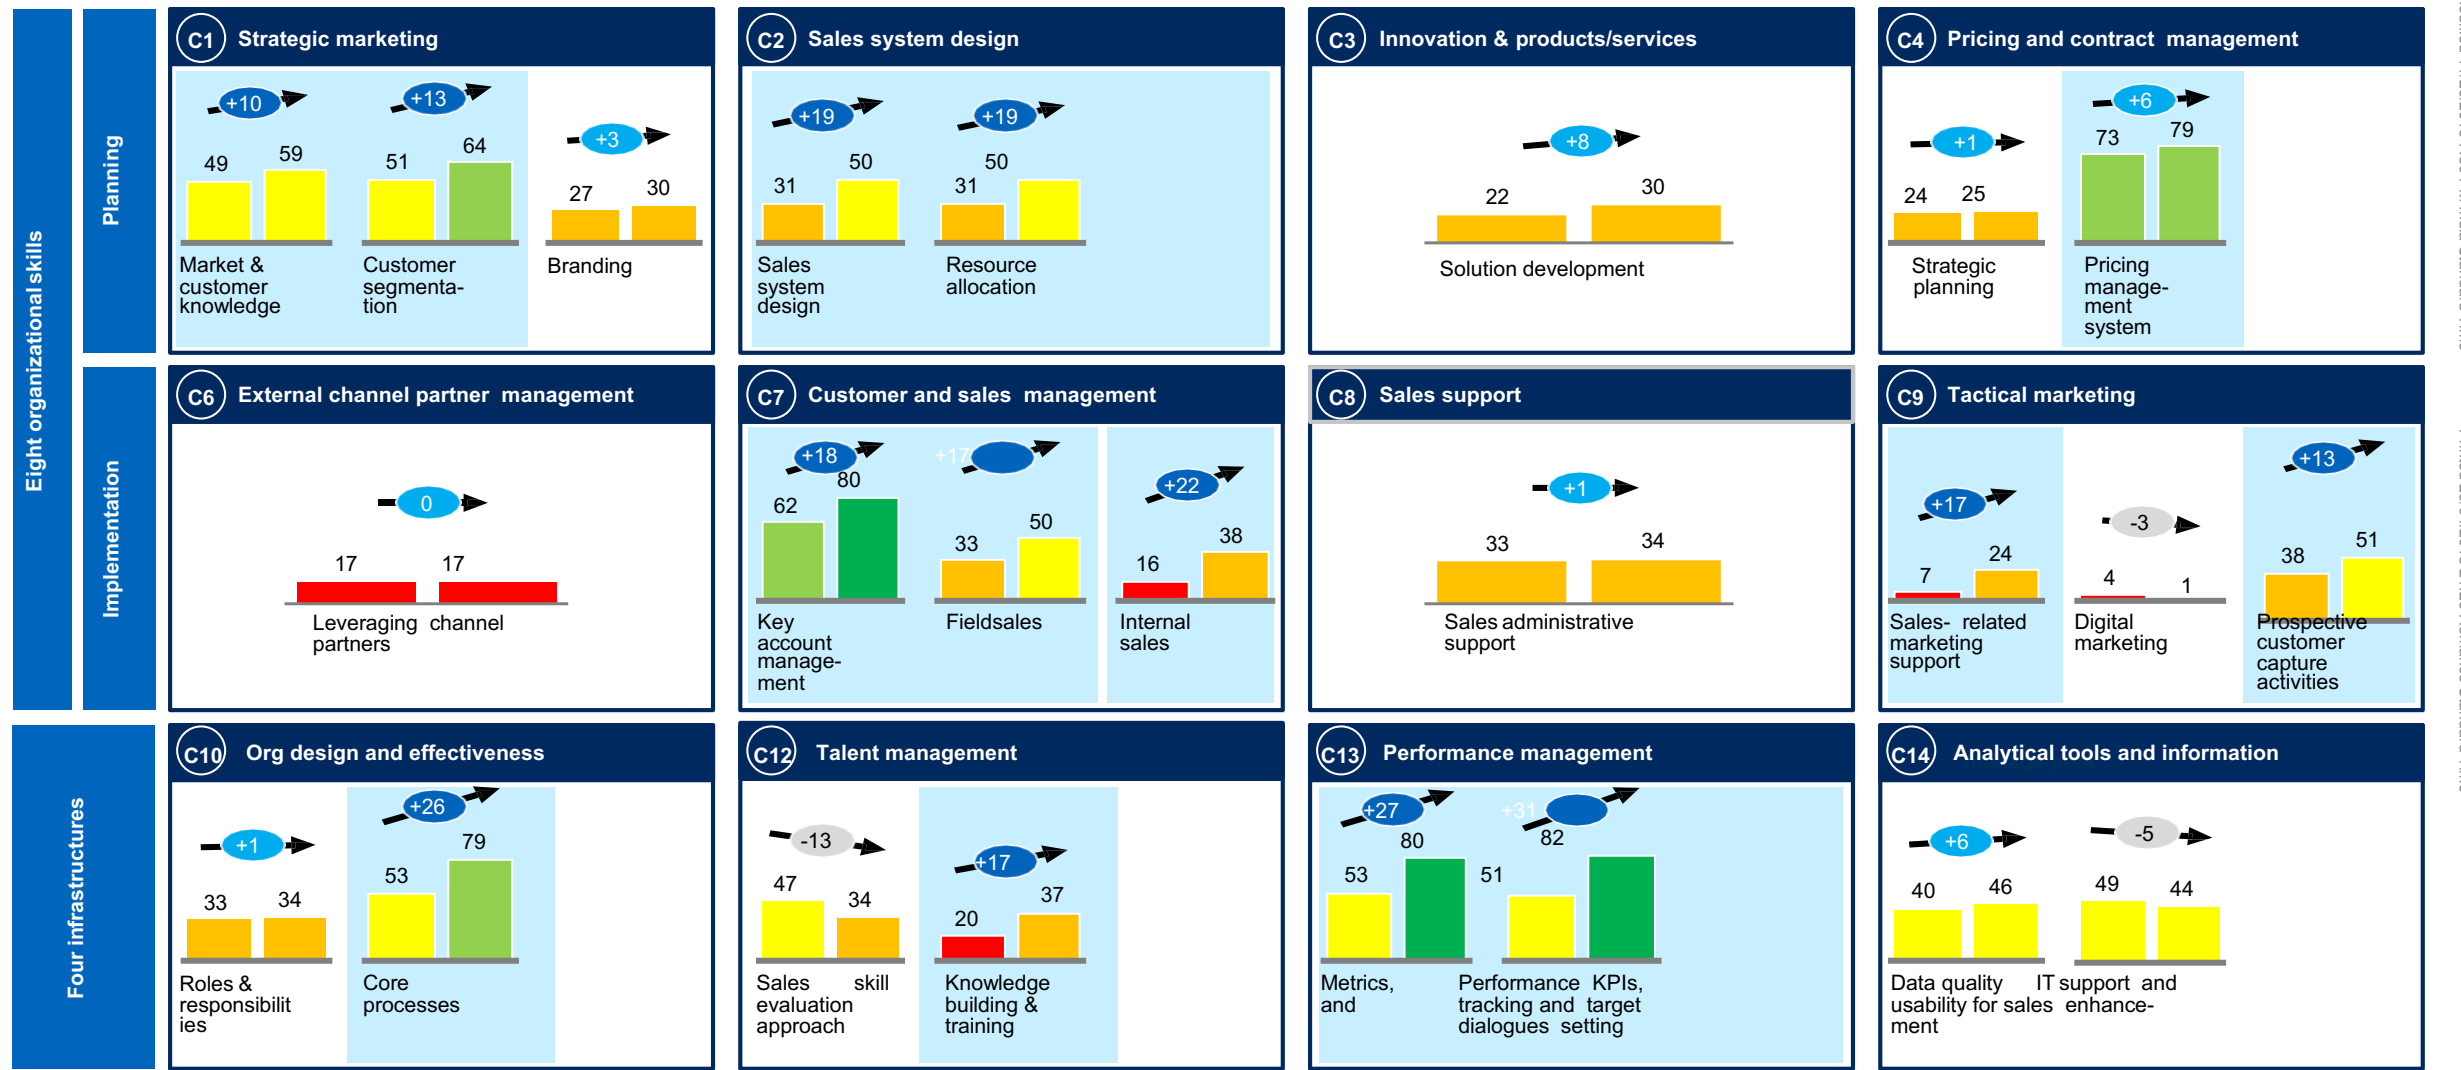 Eight organizational skills
Planning
C1 Strategic marketing
+10
49
59
Market &
customer
knowledge
+13
51
64
Customer
segmenta-
tion
+3
27
30
Branding
C2 Sales system design
+19
31
50
Sales
system
design
+19
31
50
Resource
allocation
C3 Innovation & products/services
+8
22
30
Solution development
C4 Pricing and contract management
+1
24
25
Strategic
planning
+6
73
79
Pricing
manage-
ment
system
Implementation
C6 External channel partner management
0
17
17
Leveraging channel
partners
C7 Customer and sales management
+18
62
80
Key
account
manage-
ment
+17
33
50
Fieldsales
+22
16
38
Internal
sales
C8 Sales support
+1
33
34
Sales administrative
support
C9 Tactical marketing
+17
7
24
Sales- related
marketing
support
-3
4
1
Digital
marketing
+13
38
51
Prospective
customer
capture
activities
Four infrastructures
C10 Org design and effectiveness
+1
33
34
Roles &
responsibilit
ies
+26
53
79
Core
processes
C12 Talent management
-13
47
34
Sales skill
evaluation
approach
+17
20
37
Knowledge
building &
training
C13 Performance management
+27
53
80
+31
51
82
Metrics, Performance KPIs,
and tracking and target
dialogues setting
C14 Analytical tools and information
+6
40
46
-5
49
44
Data quality IT support and
usability for sales enhance-
ment